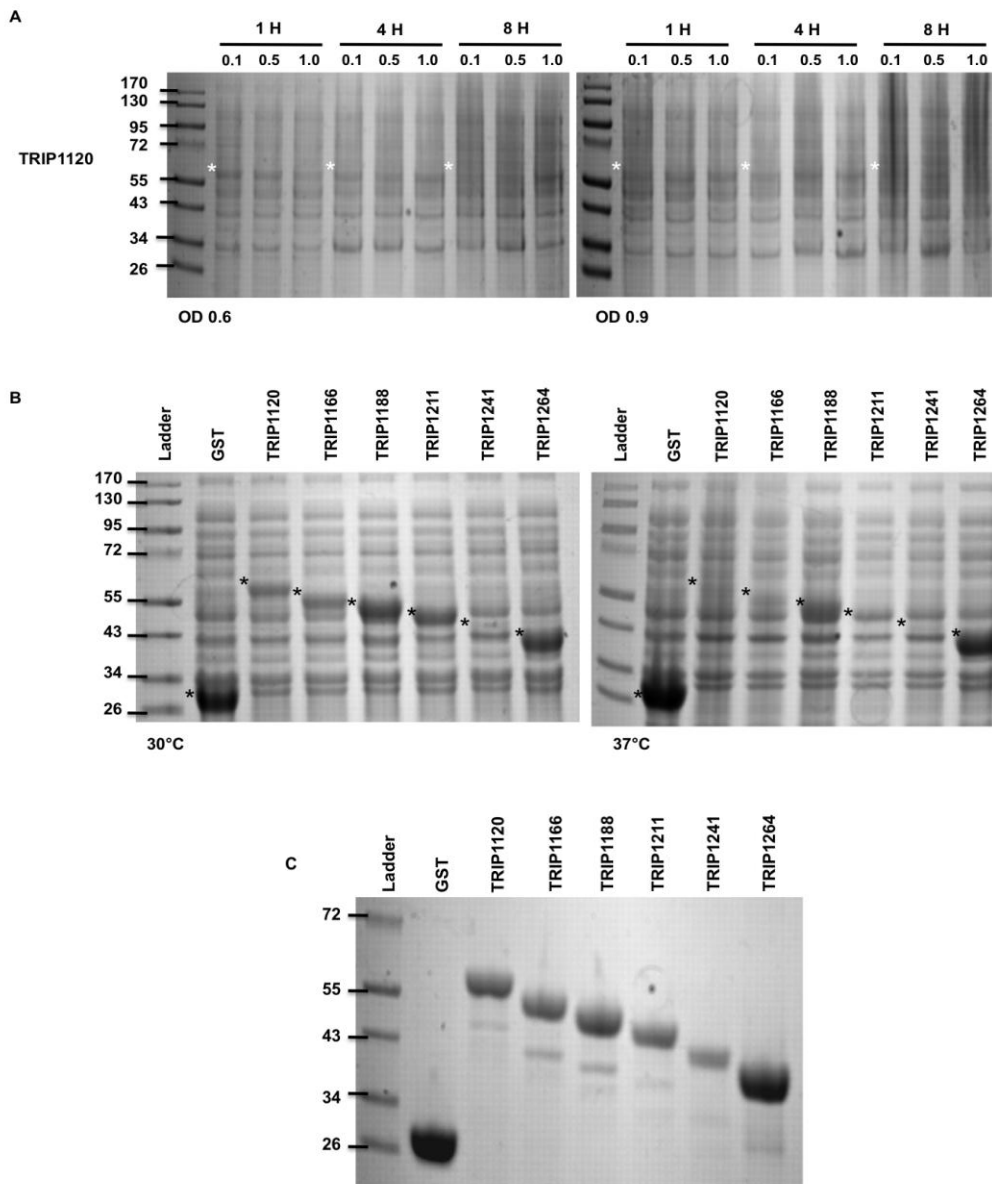 A
1 H 4 H 8 H 1 H 4 H 8 H
0.1 0.5 1.0 0.1 0.5 1.0 0.1 0.5 1.0 0.1 0.5 1.0 0.1 0.5 1.0 0.1 0.5 1.0
170
130
95
72
TRIP1120
55
43
34
26
* * * * * *
OD 0.6 OD 0.9
B
Ladder GST TRIP1120 TRIP1166 TRIP1188 TRIP1211 TRIP1241 TRIP1264 Ladder GST TRIP1120 TRIP1166 TRIP1188 TRIP1211 TRIP1241 TRIP1264
170
130
95
72
55
43
34
26
* * * * * * * * * * * * * *
30°C 37°C
C
Ladder GST TRIP1120 TRIP1166 TRIP1188 TRIP1211 TRIP1241 TRIP1264
72
55
43
34
26